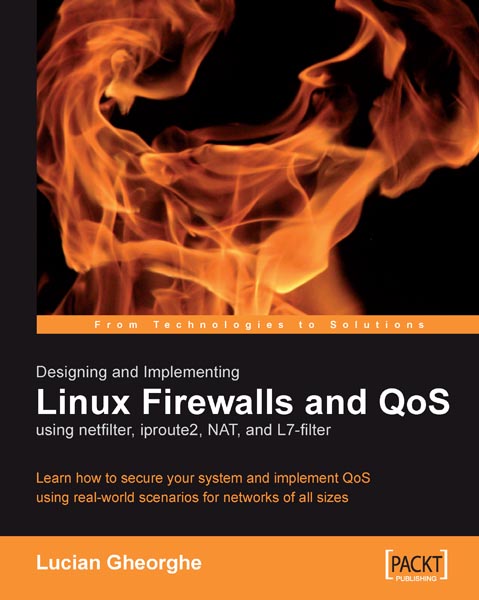 From Technologies to Solutions
Designing and Implementing
Linux Firewalls and QoS
using netfilter, iproute2, NAT, and L7-filter
Learn how to secure your system and implement QoS
using real-world scenarios for networks of all sizes
Lucian Gheorghe
[PACKT]
PUBLISHING